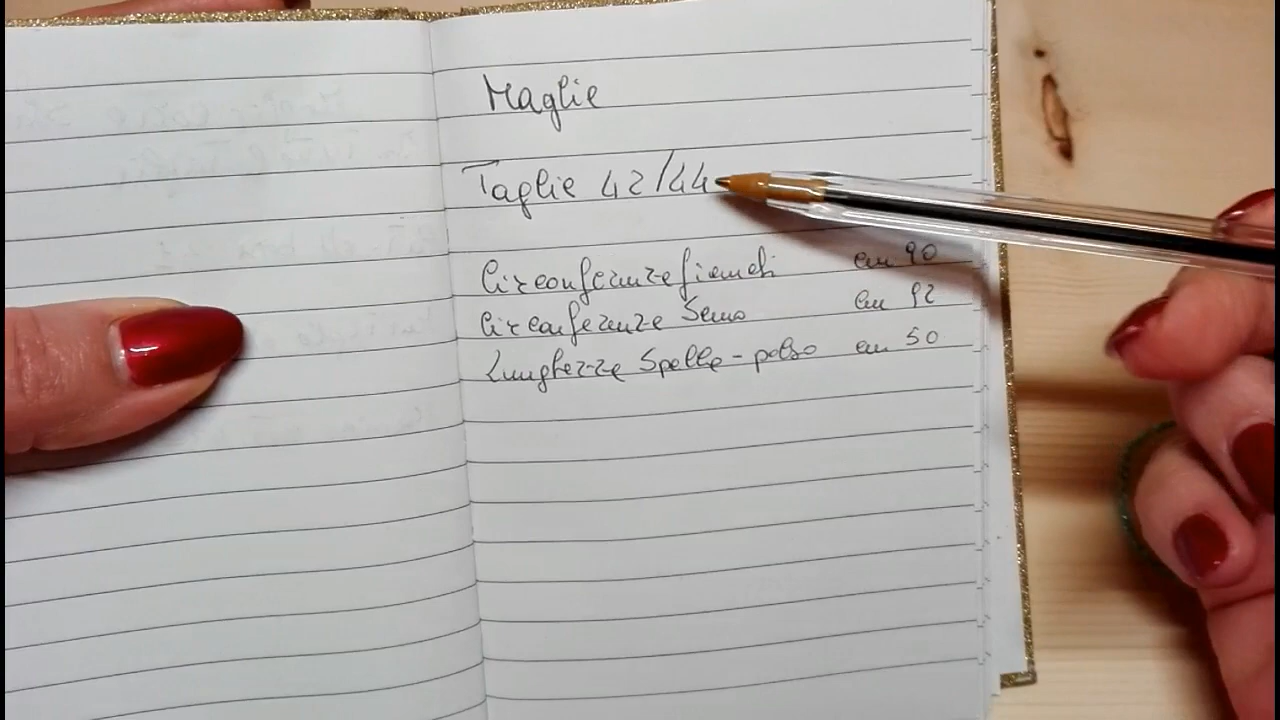 Maglie
Taglie 42/44
Circonferenze fianchi cm 90
Circonferenze Seno cm 92
Lunghezze Spalle-polso cm 50